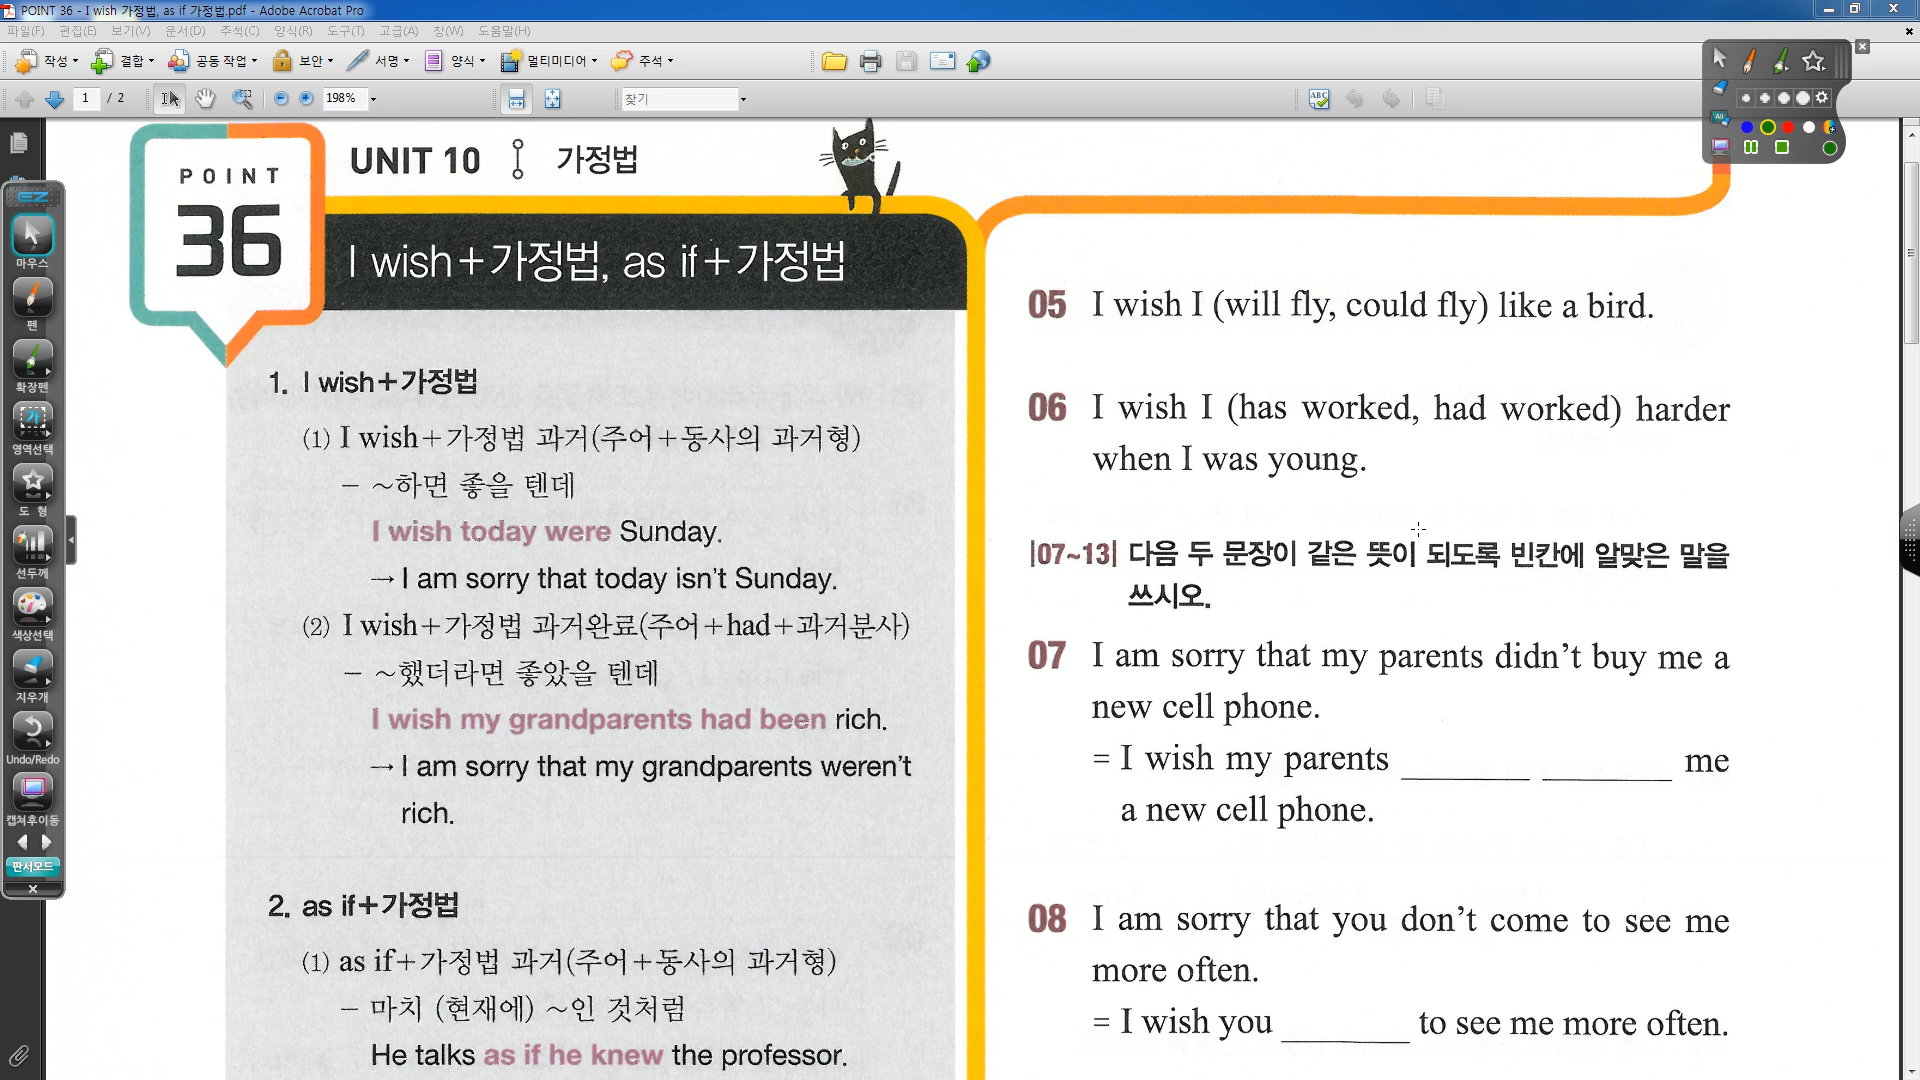 POINT 36 - I wish 가정법, as if 가정법.pdf - Adobe Acrobat Pro
파일(F) 편집(E) 보기(V) 문서(D) 주석(C) 양식(R) 도구(T) 고급(A) 창(W) 도움말(H)
작성 결합 공동 작업 보안 서명 양식 멀티미디어 주석
1 / 2 198% 찾기
ABC
All
EZ
마우스
펜
확장펜
가
영역선택
도 형
선두께
색상선택
지우개
Undo/Redo
캡쳐후이동
판서모드
POINT
36
UNIT 10 가정법
I wish+가정법, as if+가정법
1. I wish+가정법
(1) I wish+가정법 과거(주어+동사의 과거형)
– ~하면 좋을 텐데
I wish today were Sunday.
→ I am sorry that today isn't Sunday.
(2) I wish+가정법 과거완료(주어+had+과거분사)
– ~했더라면 좋았을 텐데
I wish my grandparents had been rich.
→ I am sorry that my grandparents weren't
rich.
2. as if+가정법
(1) as if+가정법 과거(주어+동사의 과거형)
– 마치 (현재에) ~인 것처럼
He talks as if he knew the professor.
05 I wish I (will fly, could fly) like a bird.
06 I wish I (has worked, had worked) harder
when I was young.
|07~13| 다음 두 문장이 같은 뜻이 되도록 빈칸에 알맞은 말을
쓰시오.
07 I am sorry that my parents didn't buy me a
new cell phone.
= I wish my parents ________ ________ me
a new cell phone.
08 I am sorry that you don't come to see me
more often.
= I wish you ________ to see me more often.